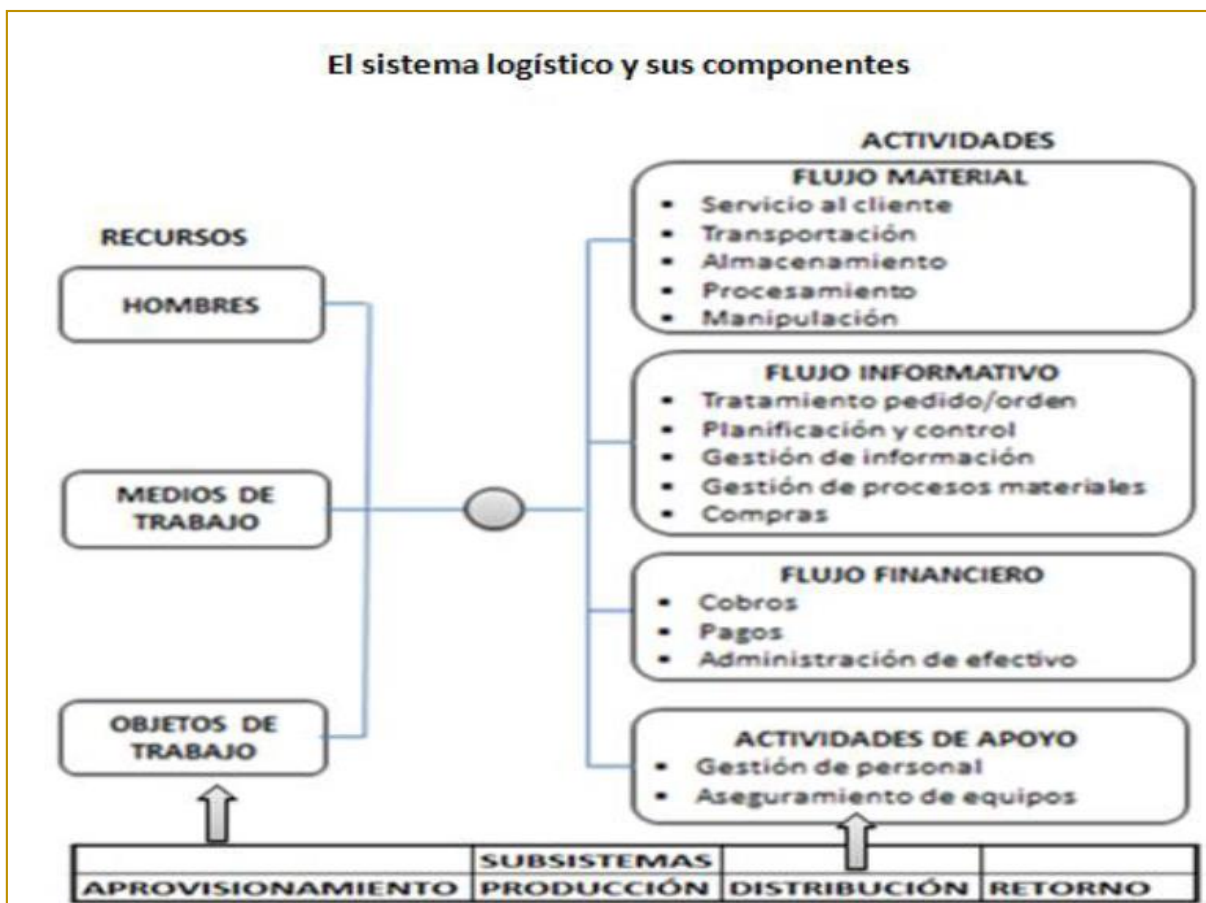 El sistema logístico y sus componentes
RECURSOS
HOMBRES
MEDIOS DE
TRABAJO
OBJETOS DE
TRABAJO
ACTIVIDADES
FLUJO MATERIAL
• Servicio al cliente
• Transportación
• Almacenamiento
• Procesamiento
• Manipulación
FLUJO INFORMATIVO
• Tratamiento pedido/orden
• Planificación y control
• Gestión de información
• Gestión de procesos materiales
• Compras
FLUJO FINANCIERO
• Cobros
• Pagos
• Administración de efectivo
ACTIVIDADES DE APOYO
• Gestión de personal
• Aseguramiento de equipos
SUBSISTEMAS
APROVISIONAMIENTO PRODUCCIÓN DISTRIBUCIÓN RETORNO